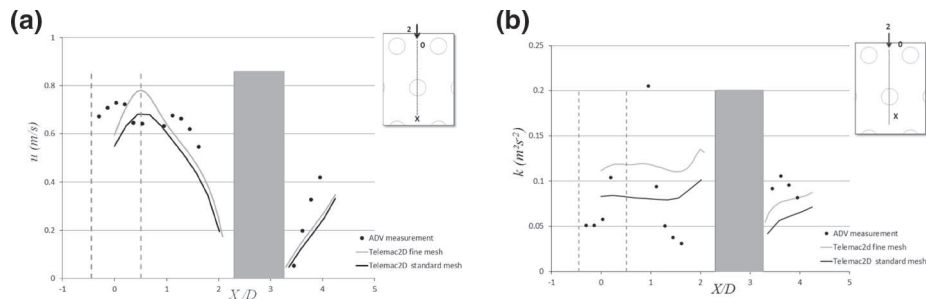 (a)
1
0.8
0.6
0.4
0.2
0
u (m/s)
-1
0
1
2
3
4
5
X/D
2
0
X
ADV measurement
Telemac2D fine mesh
Telemac2D standard mesh
(b)
0.25
0.2
0.15
0.1
0.05
0
k (m²s⁻²)
-1
0
1
2
3
4
5
X/D
2
0
X
ADV measurement
Telemac2d fine mesh
Telemac2D standard mesh